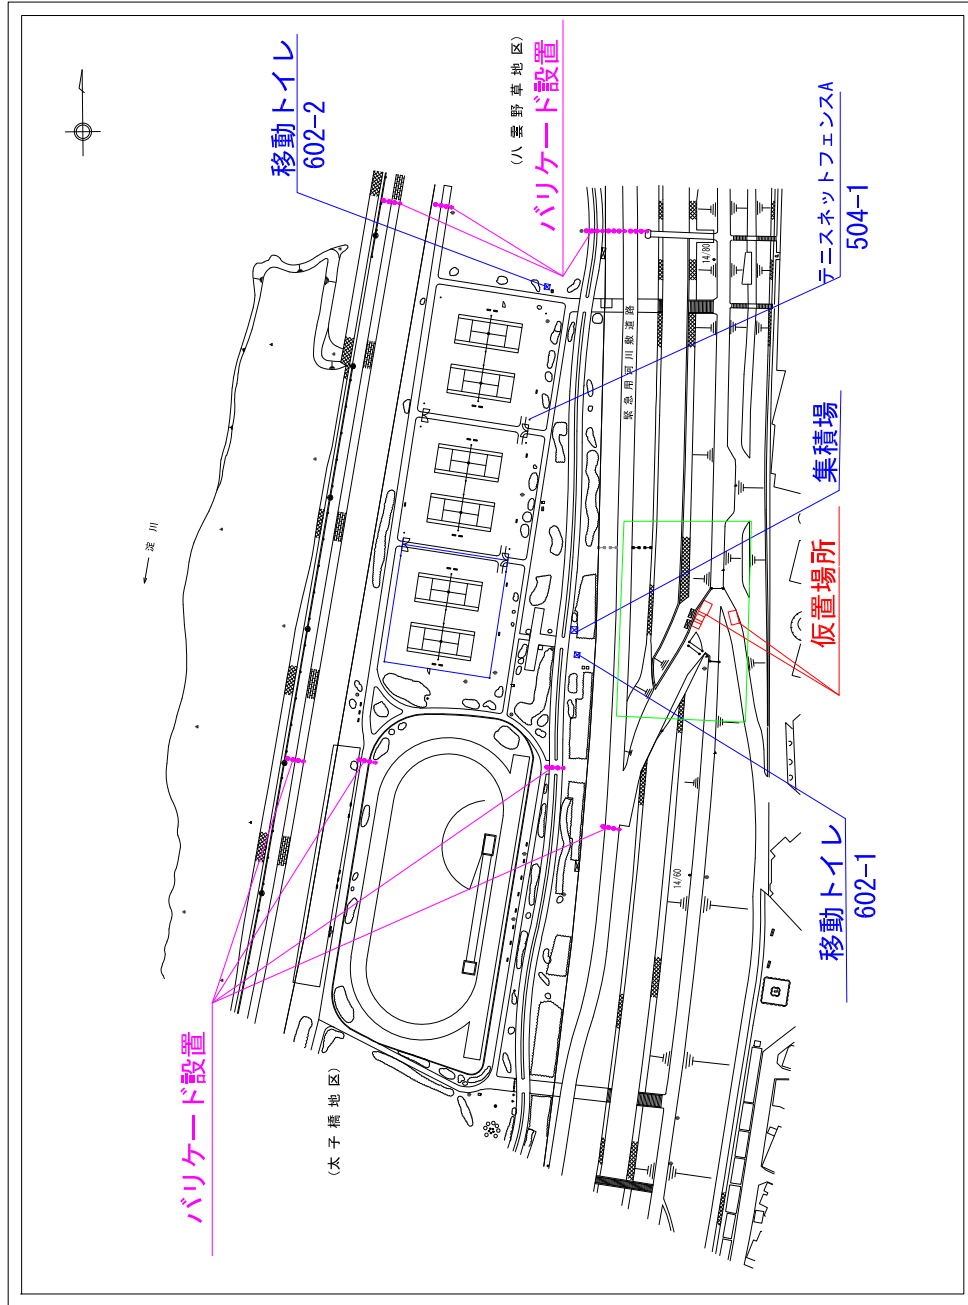 移動トイレ
602-2
(八雲野草地区)
バリケード設置
テニスネットフェンスA
504-1
14/80
緊急用河川敷道路
淀川
集積場
仮置場所
移動トイレ
602-1
14/60
バリケード設置
(太子橋地区)